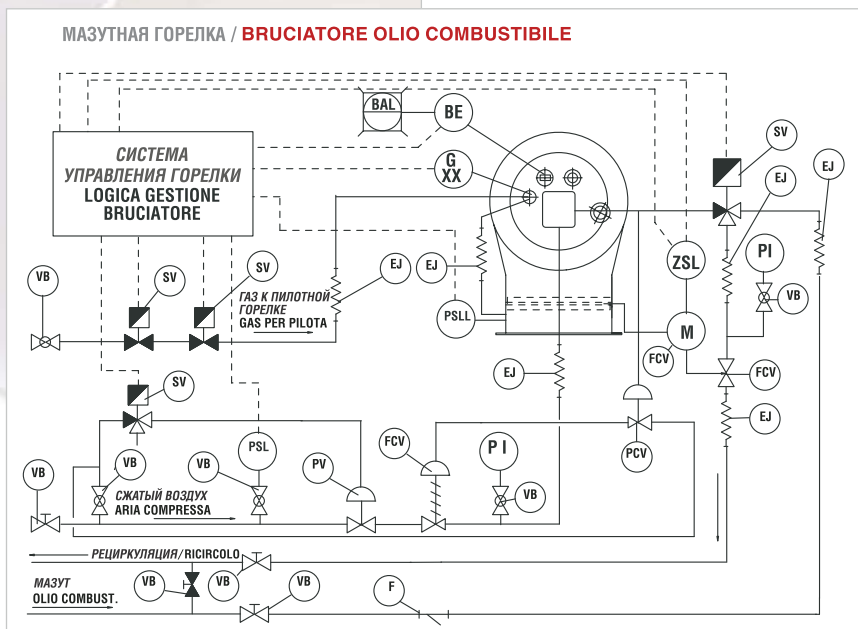 МАЗУТНАЯ ГОРЕЛКА / BRUCIATORE OLIO COMBUSTIBILE
BAL
BE
SV
СИСТЕМА
УПРАВЛЕНИЯ ГОРЕЛКИ
LOGICA GESTIONE
BRUCIATORE
G
XX
EJ
EJ
VB
SV
SV
EJ
EJ
ZSL
PI
VB
ГАЗ К ПИЛОТНОЙ
ГОРЕЛКЕ
GAS PER PILOTA
PSLL
M
FCV
FCV
EJ
SV
EJ
VB
VB
VB
PSL
PV
FCV
P I
VB
PCV
СЖАТЫЙ ВОЗДУХ
ARIA COMPRESSA
РЕЦИРКУЛЯЦИЯ/RICIRCOLO
МАЗУТ
OLIO COMBUST.
VB
VB
VB
F